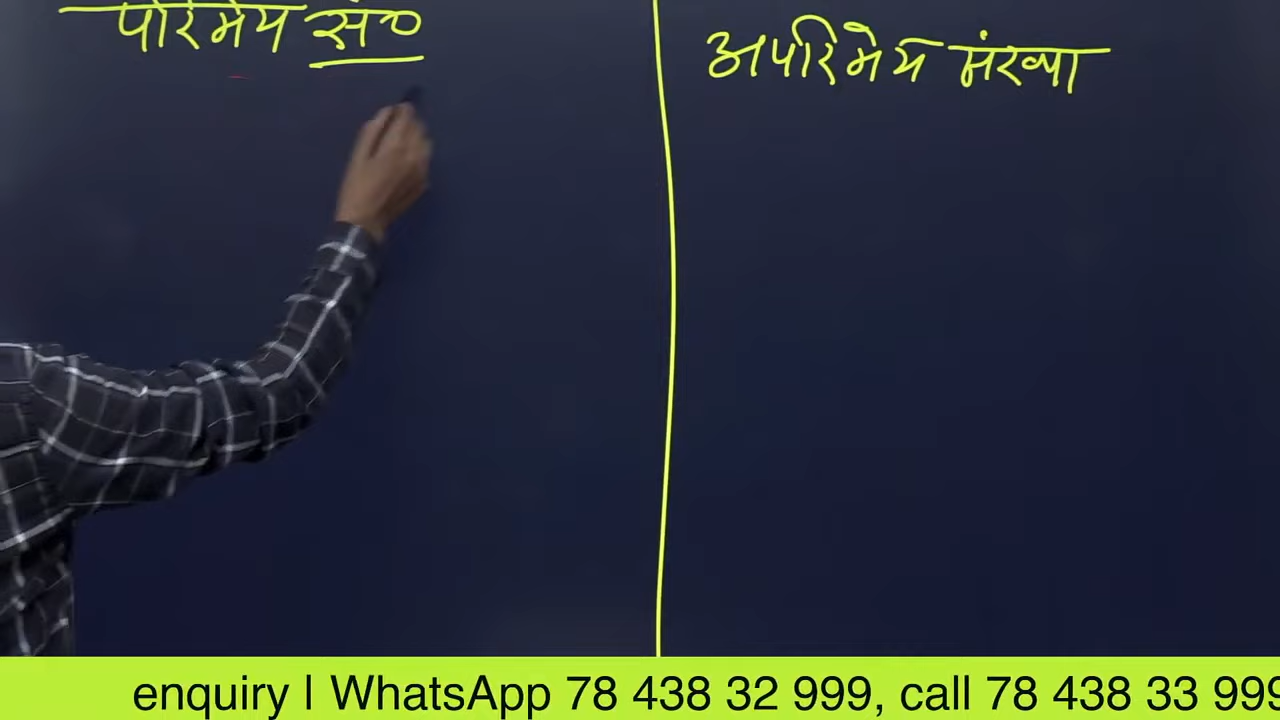 परिमेय सं०
अपरिमेय संख्या
enquiry | WhatsApp 78 438 32 999, call 78 438 33 999